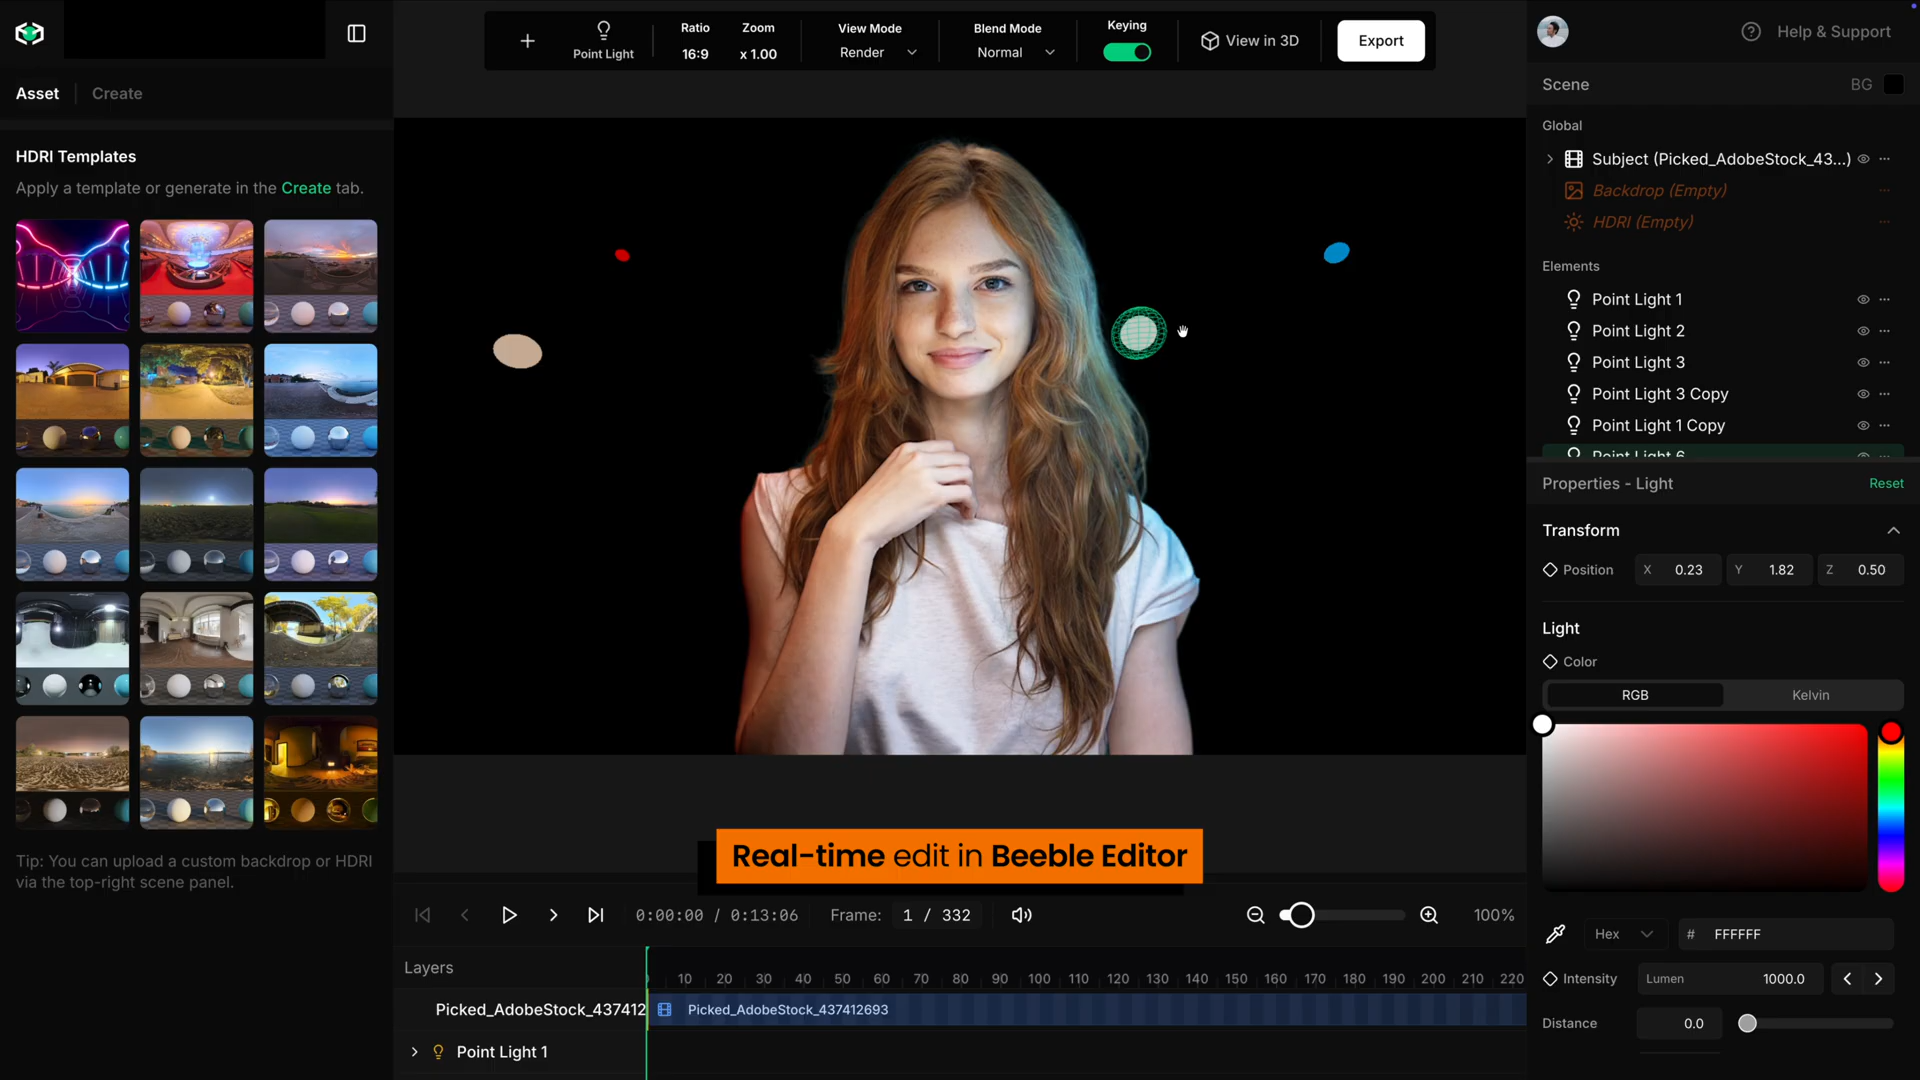 Point Light
Ratio
16:9
Zoom
x 1.00
View Mode
Render
Blend Mode
Normal
Keying
View in 3D
Export
Help & Support
Asset
Create
HDRI Templates
Apply a template or generate in the Create tab.
Tip: You can upload a custom backdrop or HDRI
via the top-right scene panel.
Scene
BG
Global
Subject (Picked_AdobeStock_43...)
Backdrop (Empty)
HDRI (Empty)
Elements
Point Light 1
Point Light 2
Point Light 3
Point Light 3 Copy
Point Light 1 Copy
Point Light 6
Properties - Light
Reset
Transform
Position
X 0.23
Y 1.82
Z 0.50
Light
Color
RGB
Kelvin
Hex
# FFFFFF
Intensity
Lumen 1000.0
Distance
0.0
Real-time edit in Beeble Editor
0:00:00 / 0:13:06
Frame: 1 / 332
100%
Layers
10 20 30 40 50 60 70 80 90 100 110 120 130 140 150 160 170 180 190 200 210 220
Picked_AdobeStock_437412
Picked_AdobeStock_437412693
Point Light 1